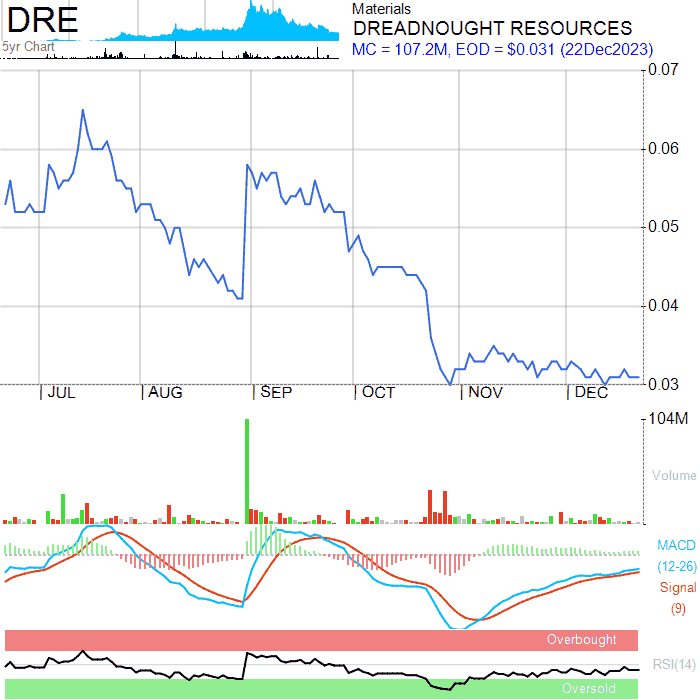 DRE
5yr Chart
Materials
DREADNOUGHT RESOURCES
MC = 107.2M, EOD = $0.031 (22Dec2023)
0.07
0.06
0.05
0.04
0.03
JUL AUG SEP OCT NOV DEC
104M
Volume
MACD
(12-26)
Signal
(9)
Overbought
RSI(14)
Oversold